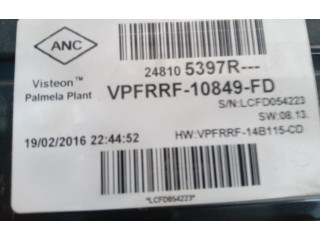 ANC
24810 5397R---
Visteon™
Palmela Plant
VPFRRF-10849-FD
S/N:LCFD054223
SW:08.13.
19/02/2016 22:44:52
HW:VPFRRF-14B115-CD
*LCFD054223*